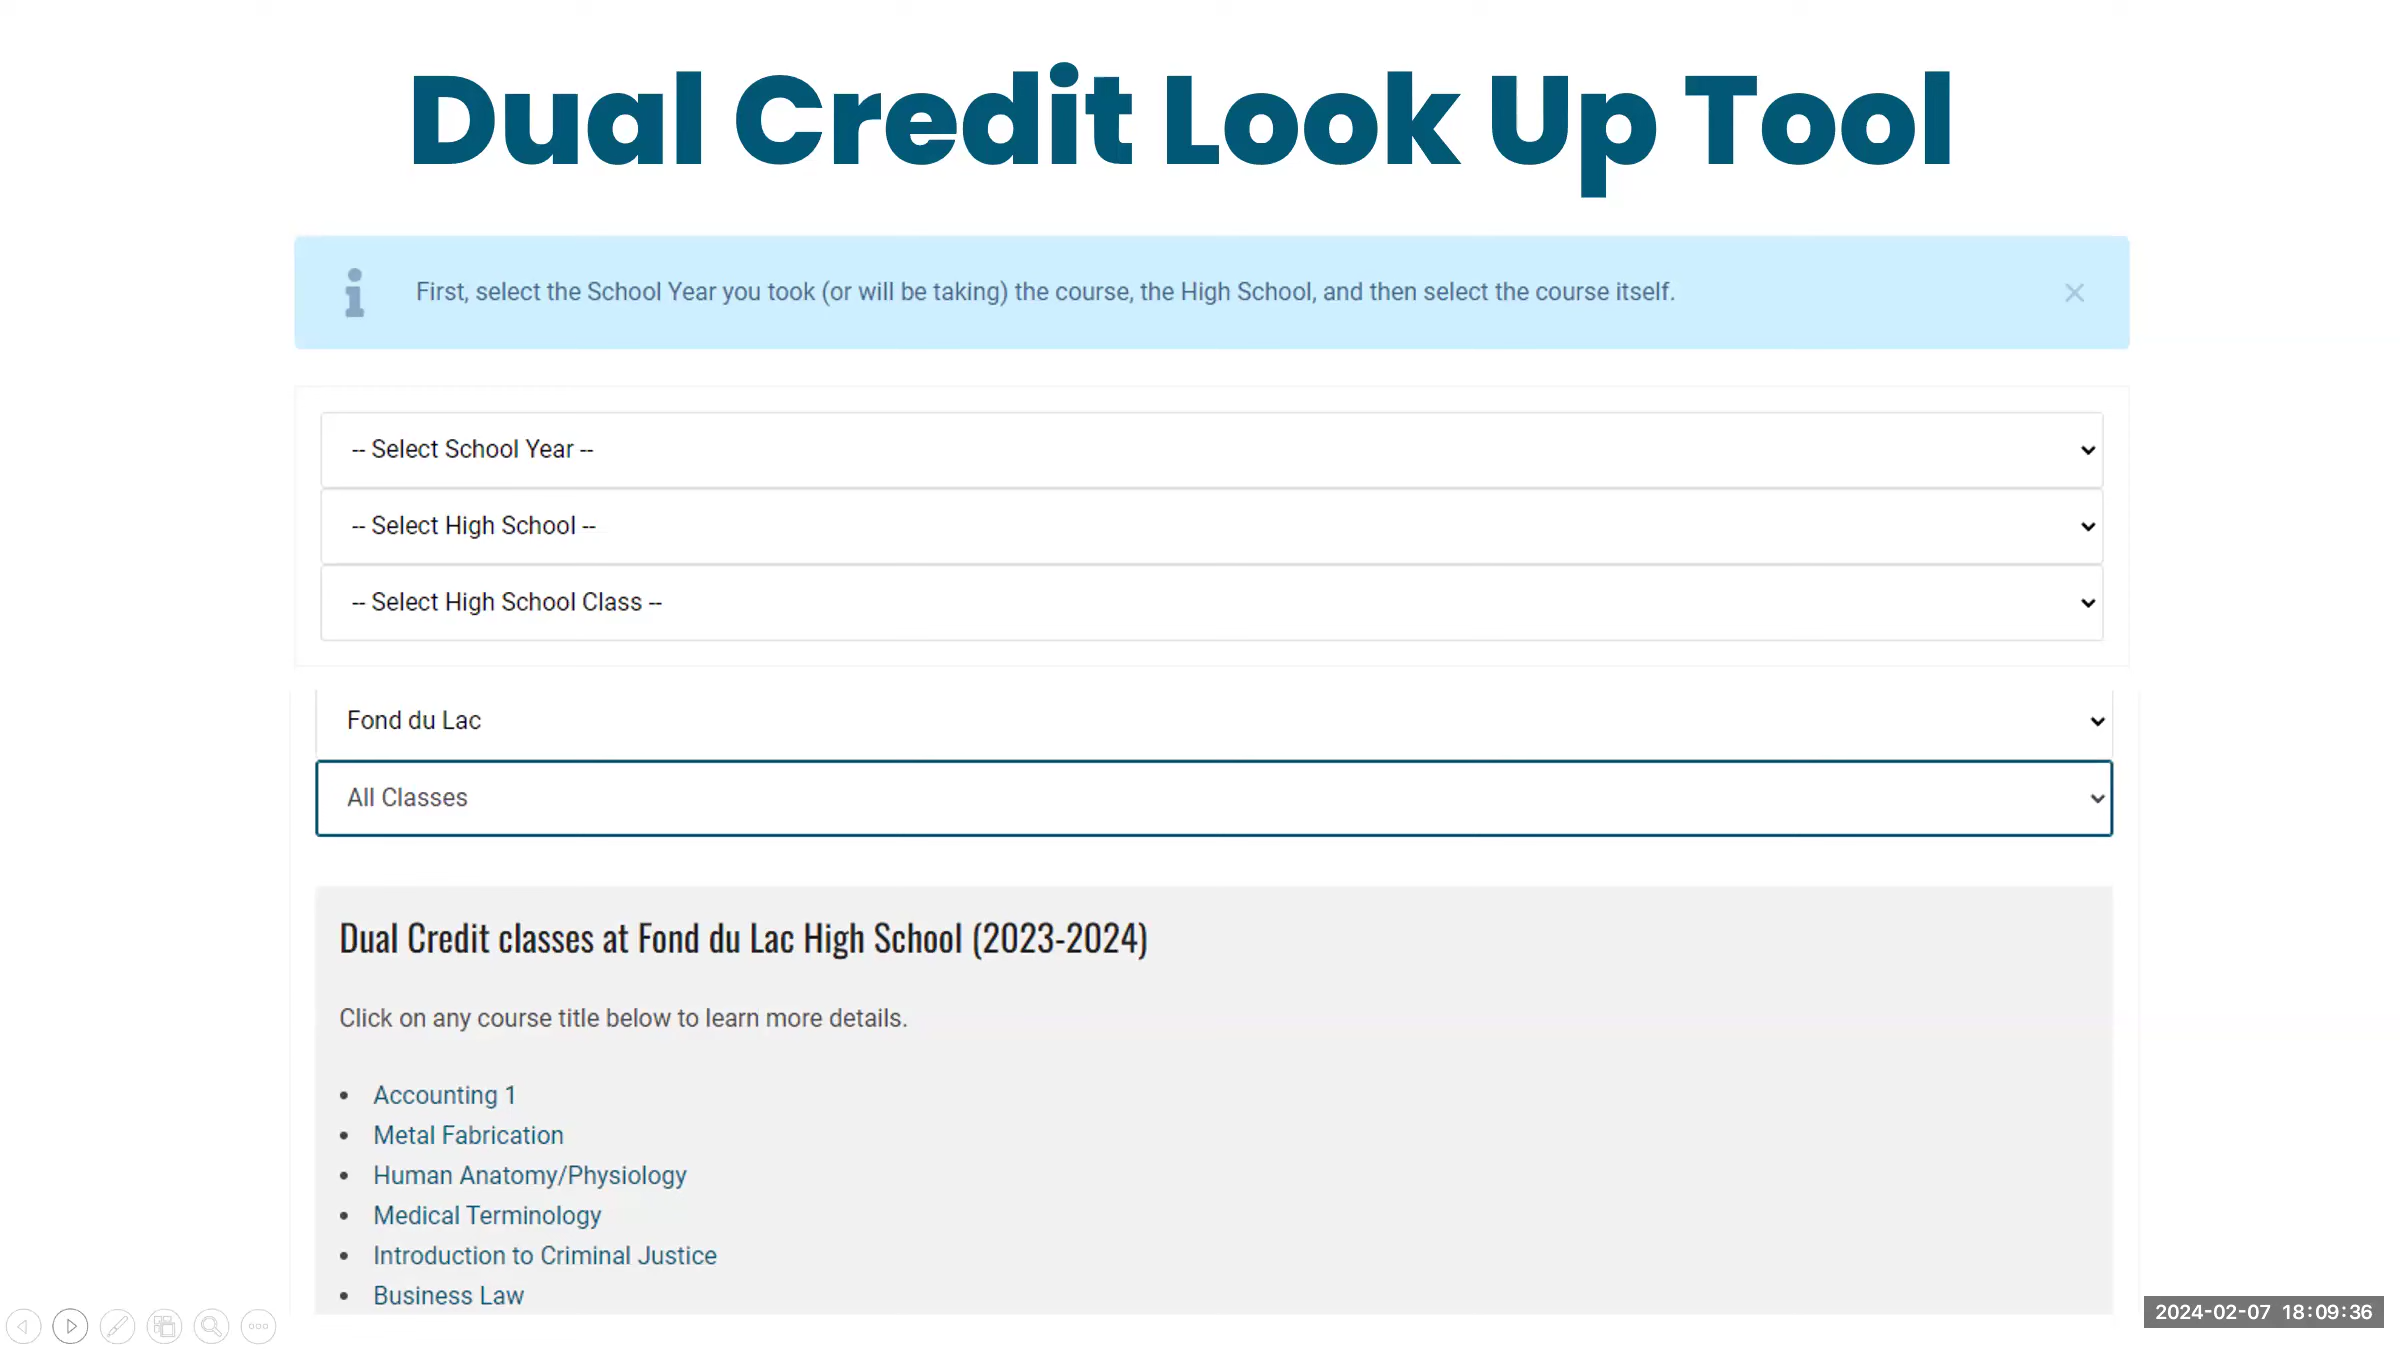 Dual Credit Look Up Tool
First, select the School Year you took (or will be taking) the course, the High School, and then select the course itself.
-- Select School Year --
-- Select High School --
-- Select High School Class --
Fond du Lac
All Classes
Dual Credit classes at Fond du Lac High School (2023-2024)
Click on any course title below to learn more details.
• Accounting 1
• Metal Fabrication
• Human Anatomy/Physiology
• Medical Terminology
• Introduction to Criminal Justice
• Business Law
2024-02-07 18:09:36